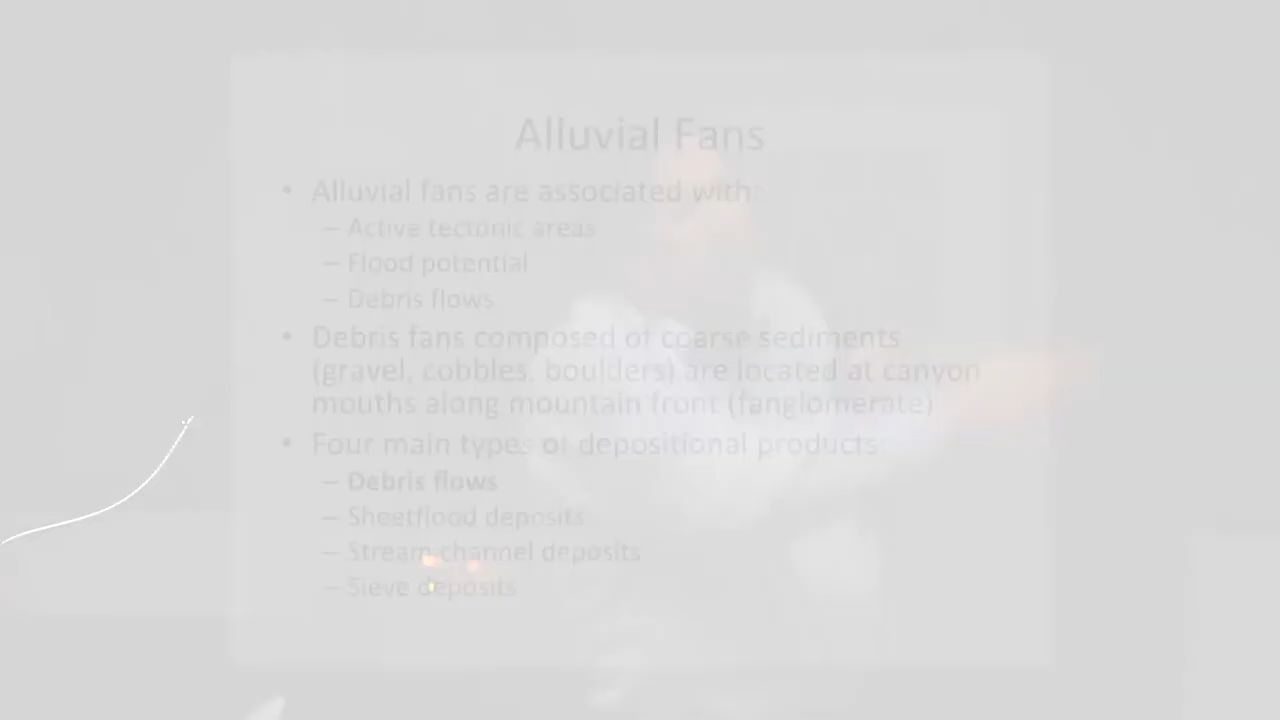 Alluvial Fans
• Alluvial fans are associated with:
– Active tectonic areas
– Flood potential
– Debris flows
• Debris fans composed of coarse sediments
(gravel, cobbles, boulders) are located at canyon
mouths along mountain front (fanglomerate)
• Four main types of depositional products
– Debris flows
– Sheetflood deposits
– Stream channel deposits
– Sieve deposits